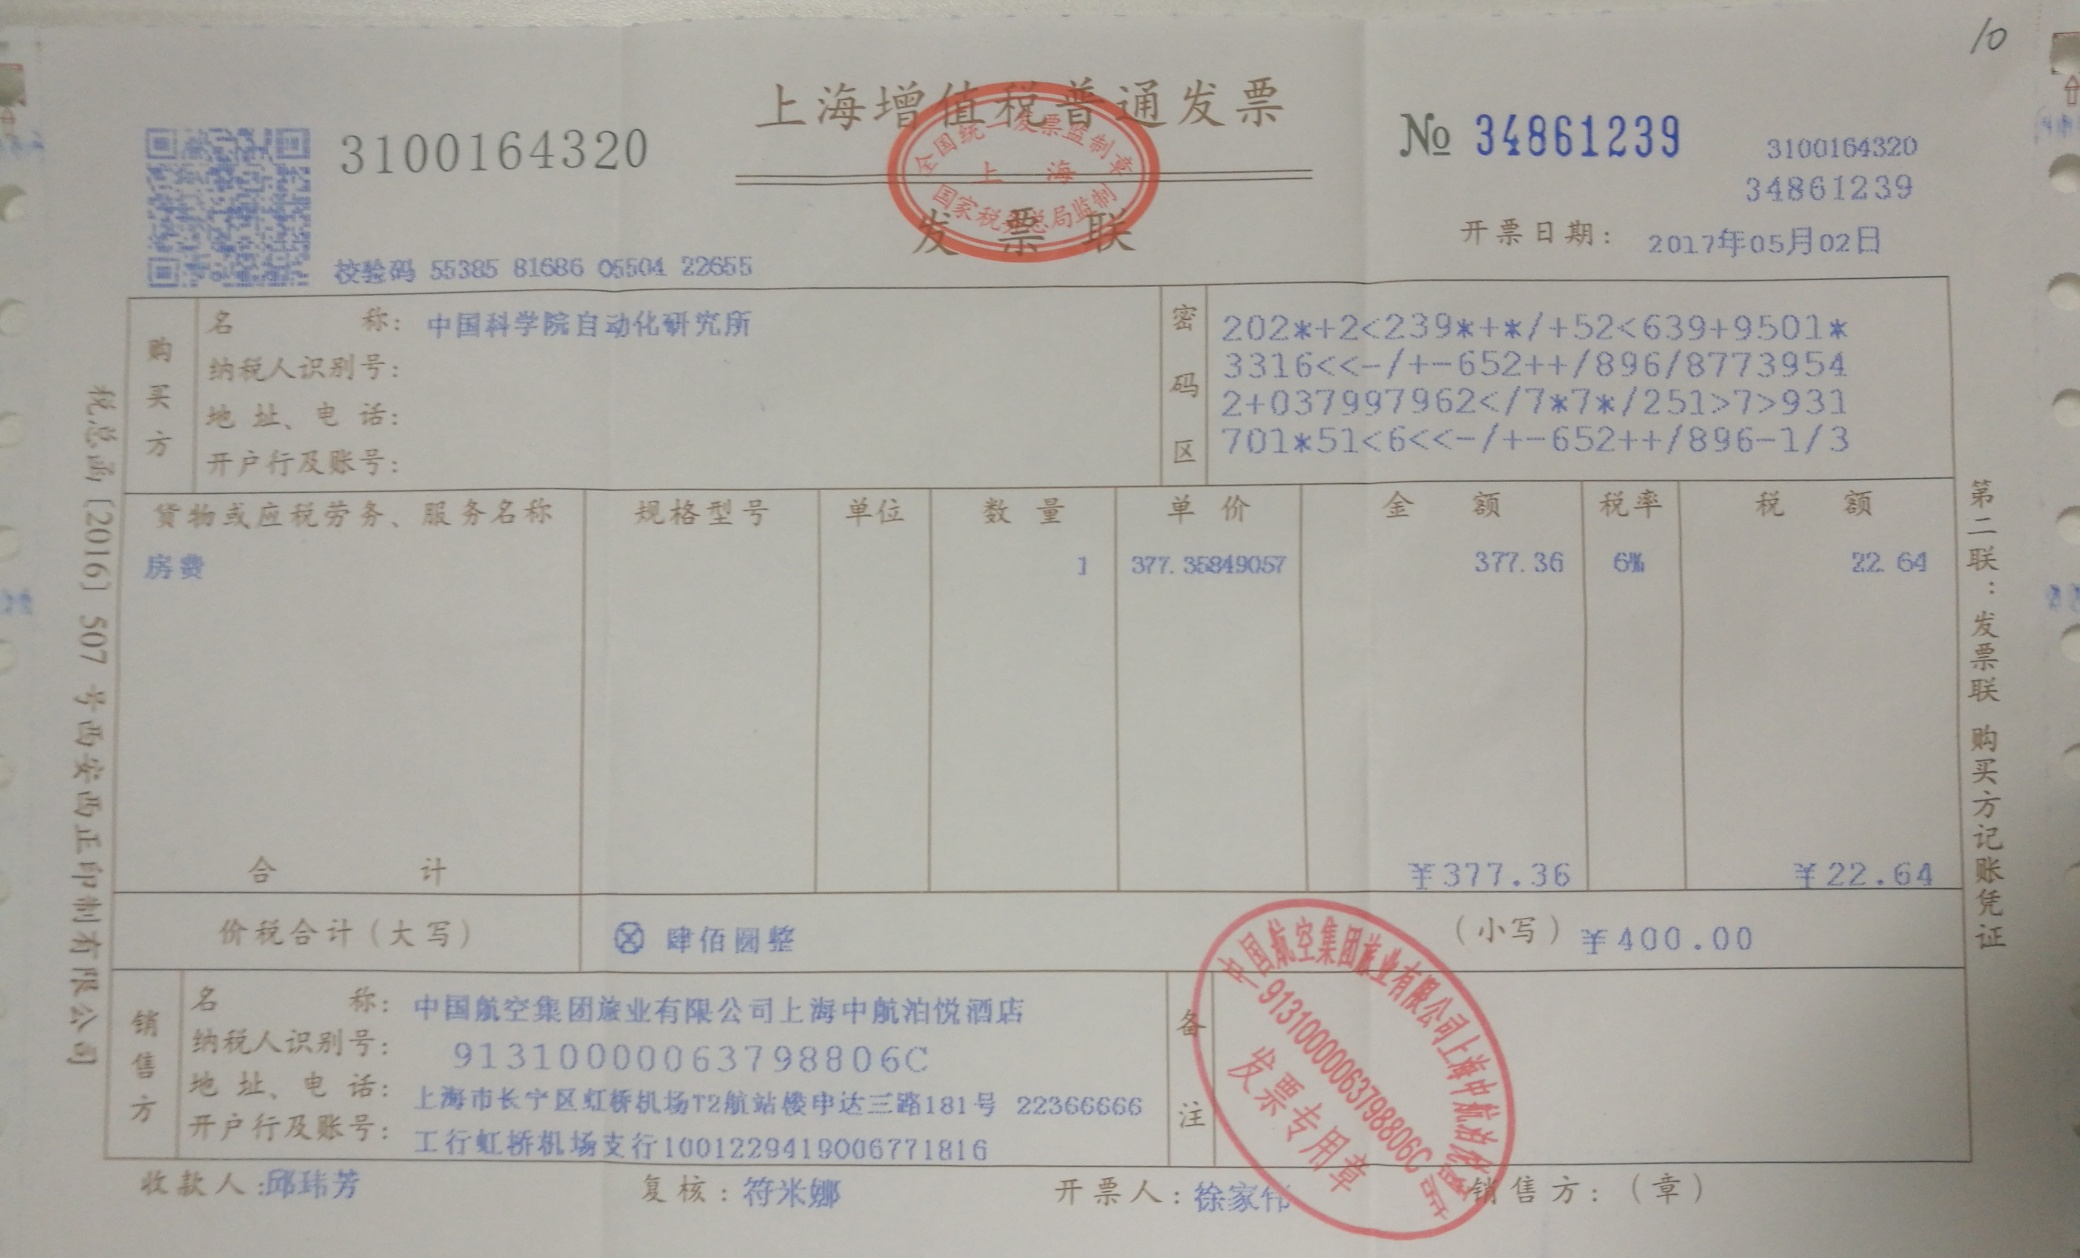 10
上海增值税普通发票
3100164320
No 34861239
3100164320
34861239
全国统一发票监制章
上海
国家税务总局监制
发票联
开票日期: 2017年05月02日
校验码 55385 81686 05504 22655
购买方
名称: 中国科学院自动化研究所
纳税人识别号:
地址、电话:
开户行及账号:
密码区
202*+2<239*+*/+52<639+9501*
3316<<-/+-652++/896/8773954
2+037997962</7*7*/251>7>931
701*51<6<<-/+-652++/896-1/3
货物或应税劳务、服务名称 规格型号 单位 数量 单价 金额 税率 税额
房费 1 377.35849057 377.36 6% 22.64
合计 ¥377.36 ¥22.64
价税合计(大写) ⊗ 肆佰圆整 (小写) ¥400.00
销售方
名称: 中国航空集团旅业有限公司上海中航泊悦酒店
纳税人识别号: 91310000063798806C
地址、电话: 上海市长宁区虹桥机场T2航站楼申达三路181号 22366666
开户行及账号: 工行虹桥机场支行1001229419006771816
备注
中国航空集团旅业有限公司上海中航泊悦酒店
91310000063798806C
发票专用章
收款人:邱玮芳 复核:符米娜 开票人:徐家伟 销售方:(章)
税总函〔2016〕507号西安西正印制有限公司
第二联:发票联 购买方记账凭证